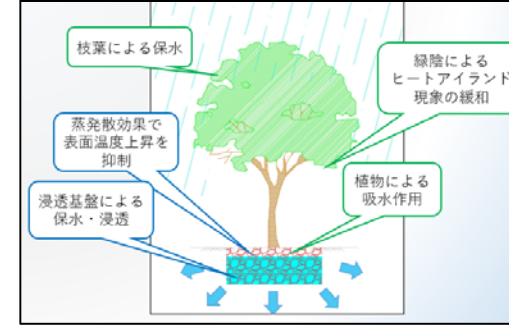 枝葉による保水
緑陰による
ヒートアイランド
現象の緩和
蒸発散効果で
表面温度上昇を
抑制
植物による
吸水作用
浸透基盤による
保水・浸透